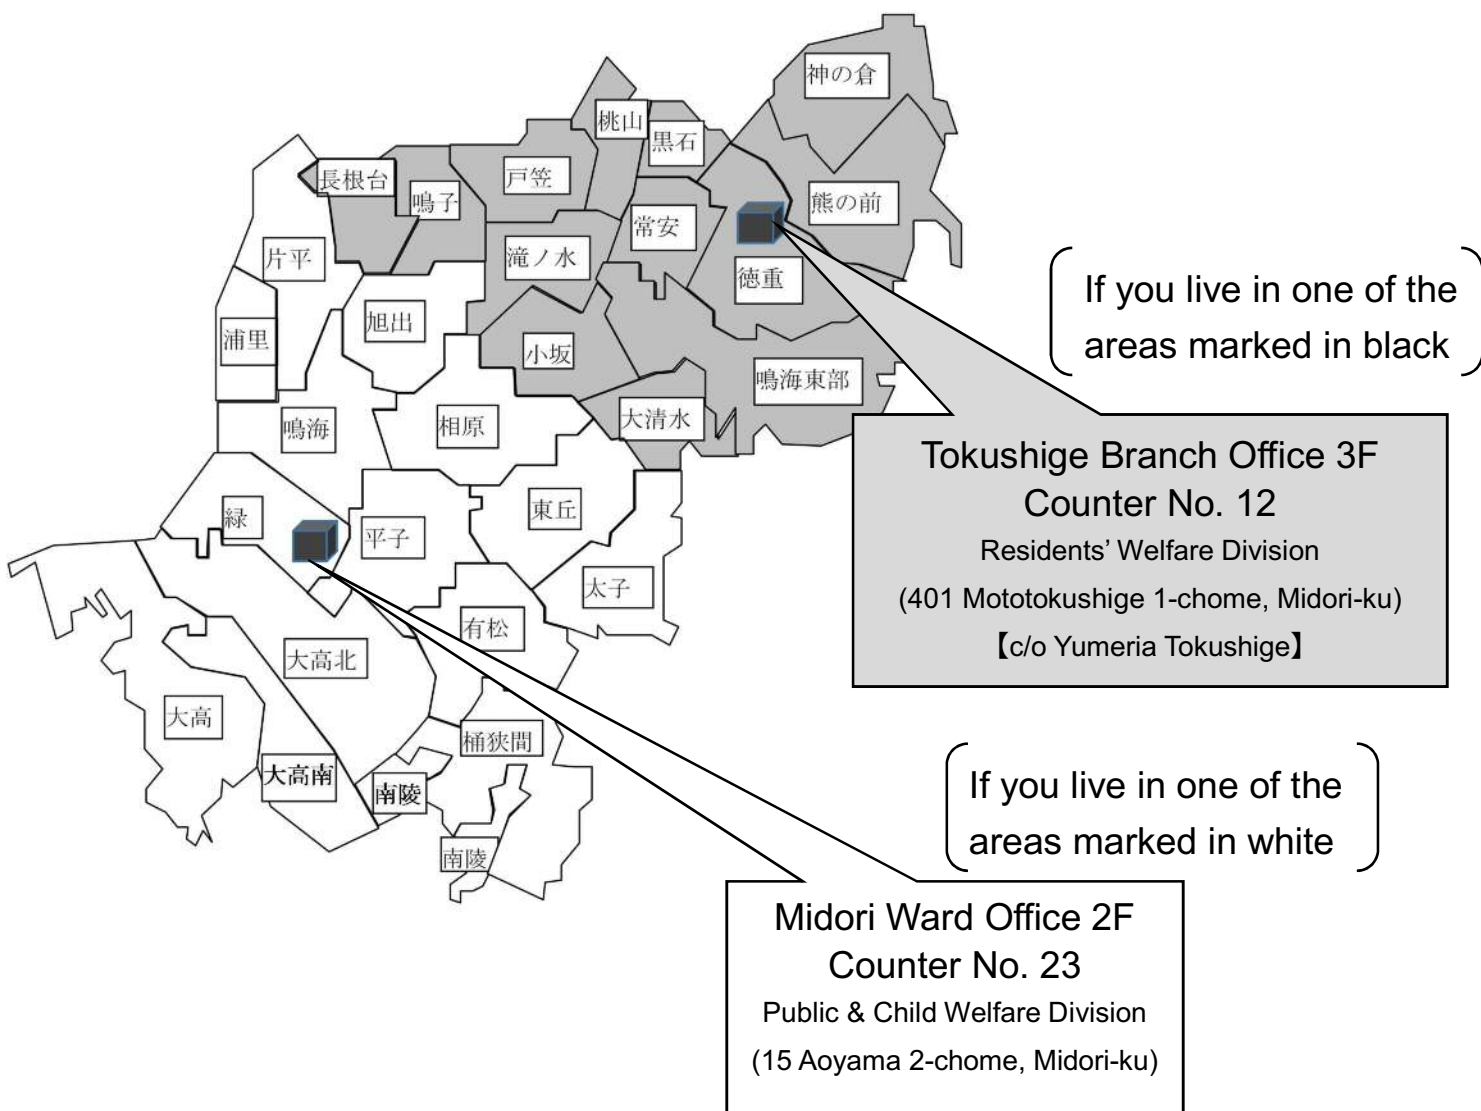 神の倉
桃山
黒石
戸笠
長根台
鳴子
熊の前
常安
滝ノ水
片平
徳重
旭出
浦里
小坂
鳴海東部
大清水
鳴海
相原
緑
平子
東丘
太子
有松
大高北
大高
桶狭間
大高南
南陵
南陵
If you live in one of the
areas marked in black
Tokushige Branch Office 3F
Counter No. 12
Residents’ Welfare Division
(401 Mototokushige 1-chome, Midori-ku)
【c/o Yumeria Tokushige】
If you live in one of the
areas marked in white
Midori Ward Office 2F
Counter No. 23
Public & Child Welfare Division
(15 Aoyama 2-chome, Midori-ku)